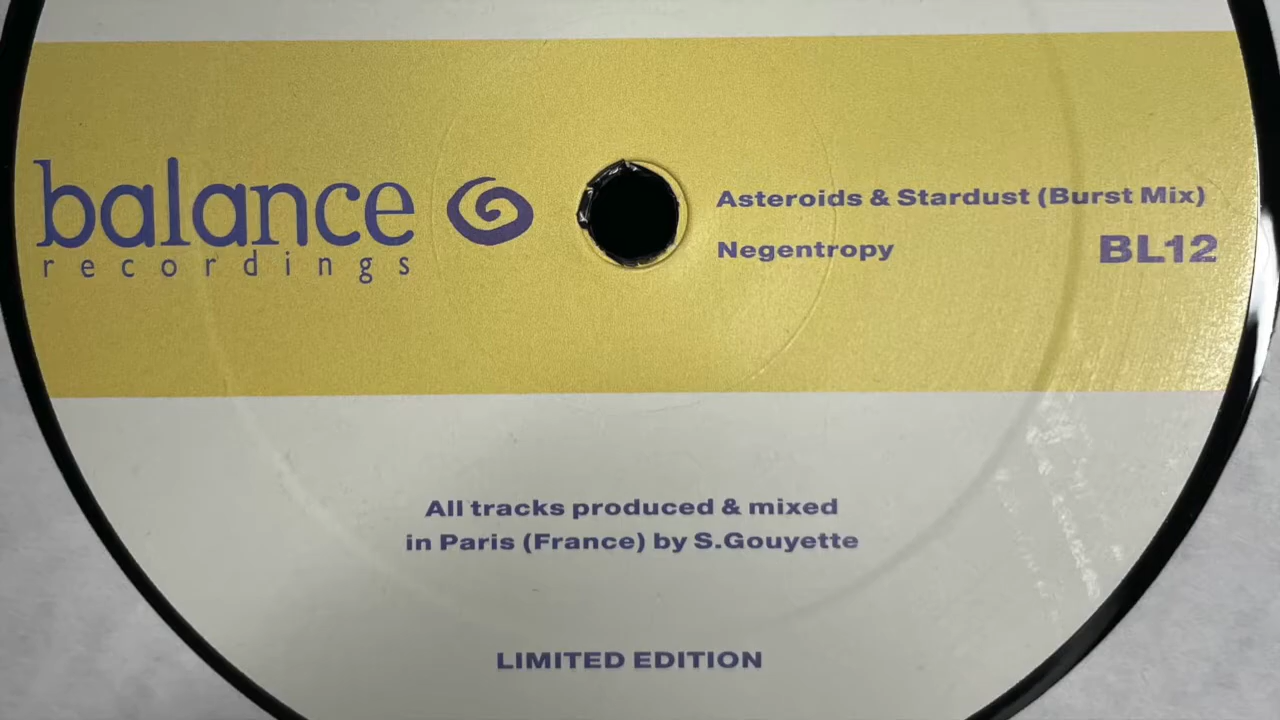 balance
recordings
Asteroids & Stardust (Burst Mix)
Negentropy
BL12
All tracks produced & mixed
in Paris (France) by S.Gouyette
LIMITED EDITION